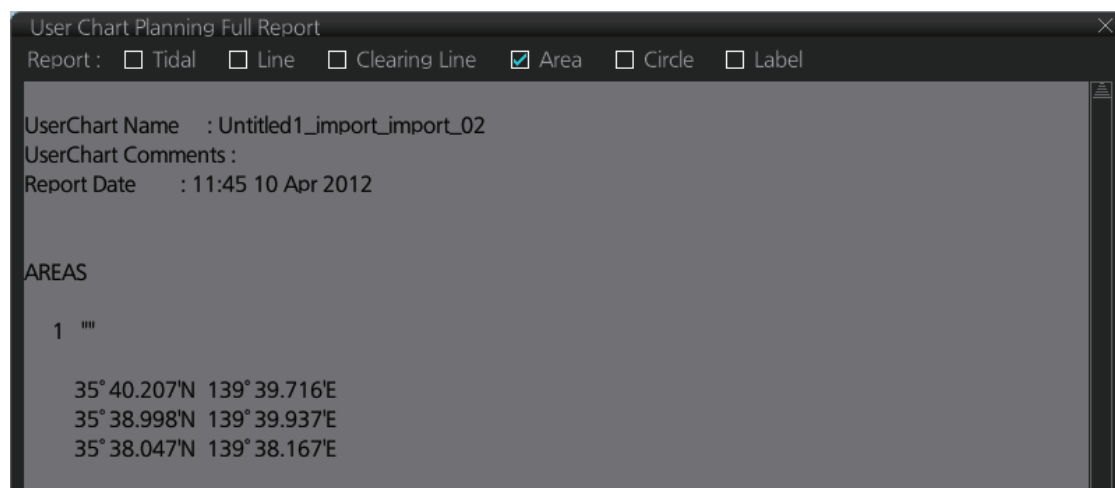 User Chart Planning Full Report
Report : Tidal Line Clearing Line Area Circle Label
UserChart Name : Untitled1_import_import_02
UserChart Comments :
Report Date : 11:45 10 Apr 2012
AREAS
1 ""
35°40.207'N 139°39.716'E
35°38.998'N 139°39.937'E
35°38.047'N 139°38.167'E